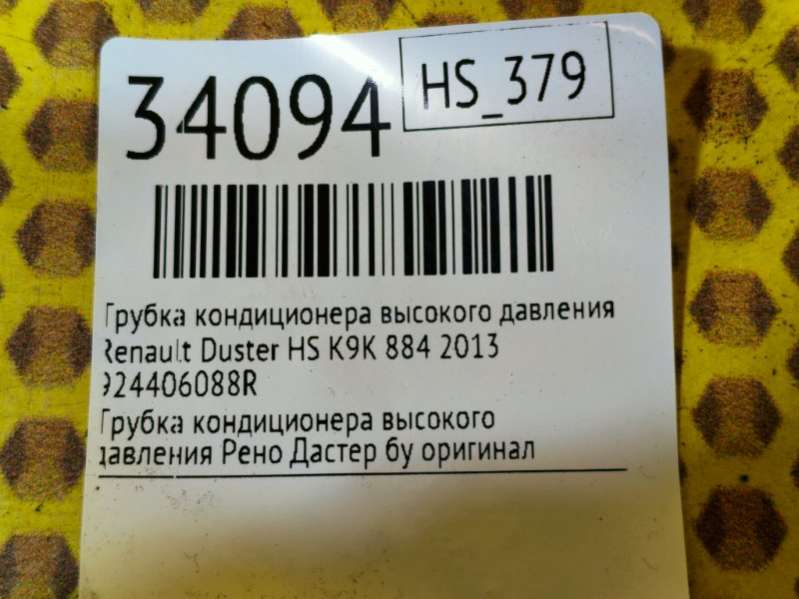 34094
HS_379
Трубка кондиционера высокого давления
Renault Duster HS K9K 884 2013
924406088R
Трубка кондиционера высокого
давления Рено Дастер бу оригинал